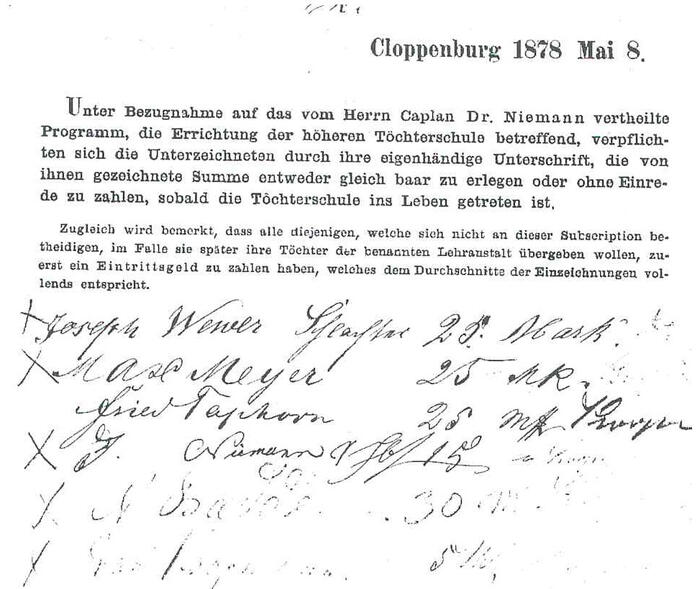 Cloppenburg 1878 Mai 8.
Unter Bezugnahme auf das vom Herrn Caplan Dr. Niemann vertheilte
Programm, die Errichtung der höheren Töchterschule betreffend, verpflich-
ten sich die Unterzeichneten durch ihre eigenhändige Unterschrift, die von
ihnen gezeichnete Summe entweder gleich baar zu erlegen oder ohne Einre-
de zu zahlen, sobald die Töchterschule ins Leben getreten ist.
Zugleich wird bemerkt, dass alle diejenigen, welche sich nicht an dieser Subscription be-
theidigen, im Falle sie später ihre Töchter der benannten Lehranstalt übergeben wollen, zu-
erst ein Eintrittsgeld zu zahlen haben, welches dem Durchschnitte der Einzeichnungen vol-
lends entspricht.
X Joseph Wewer 25. Mark.
X Max Meyer 25 Mk.
Fried Taphorn 25
X J. Niemann 15
X 30
X 5